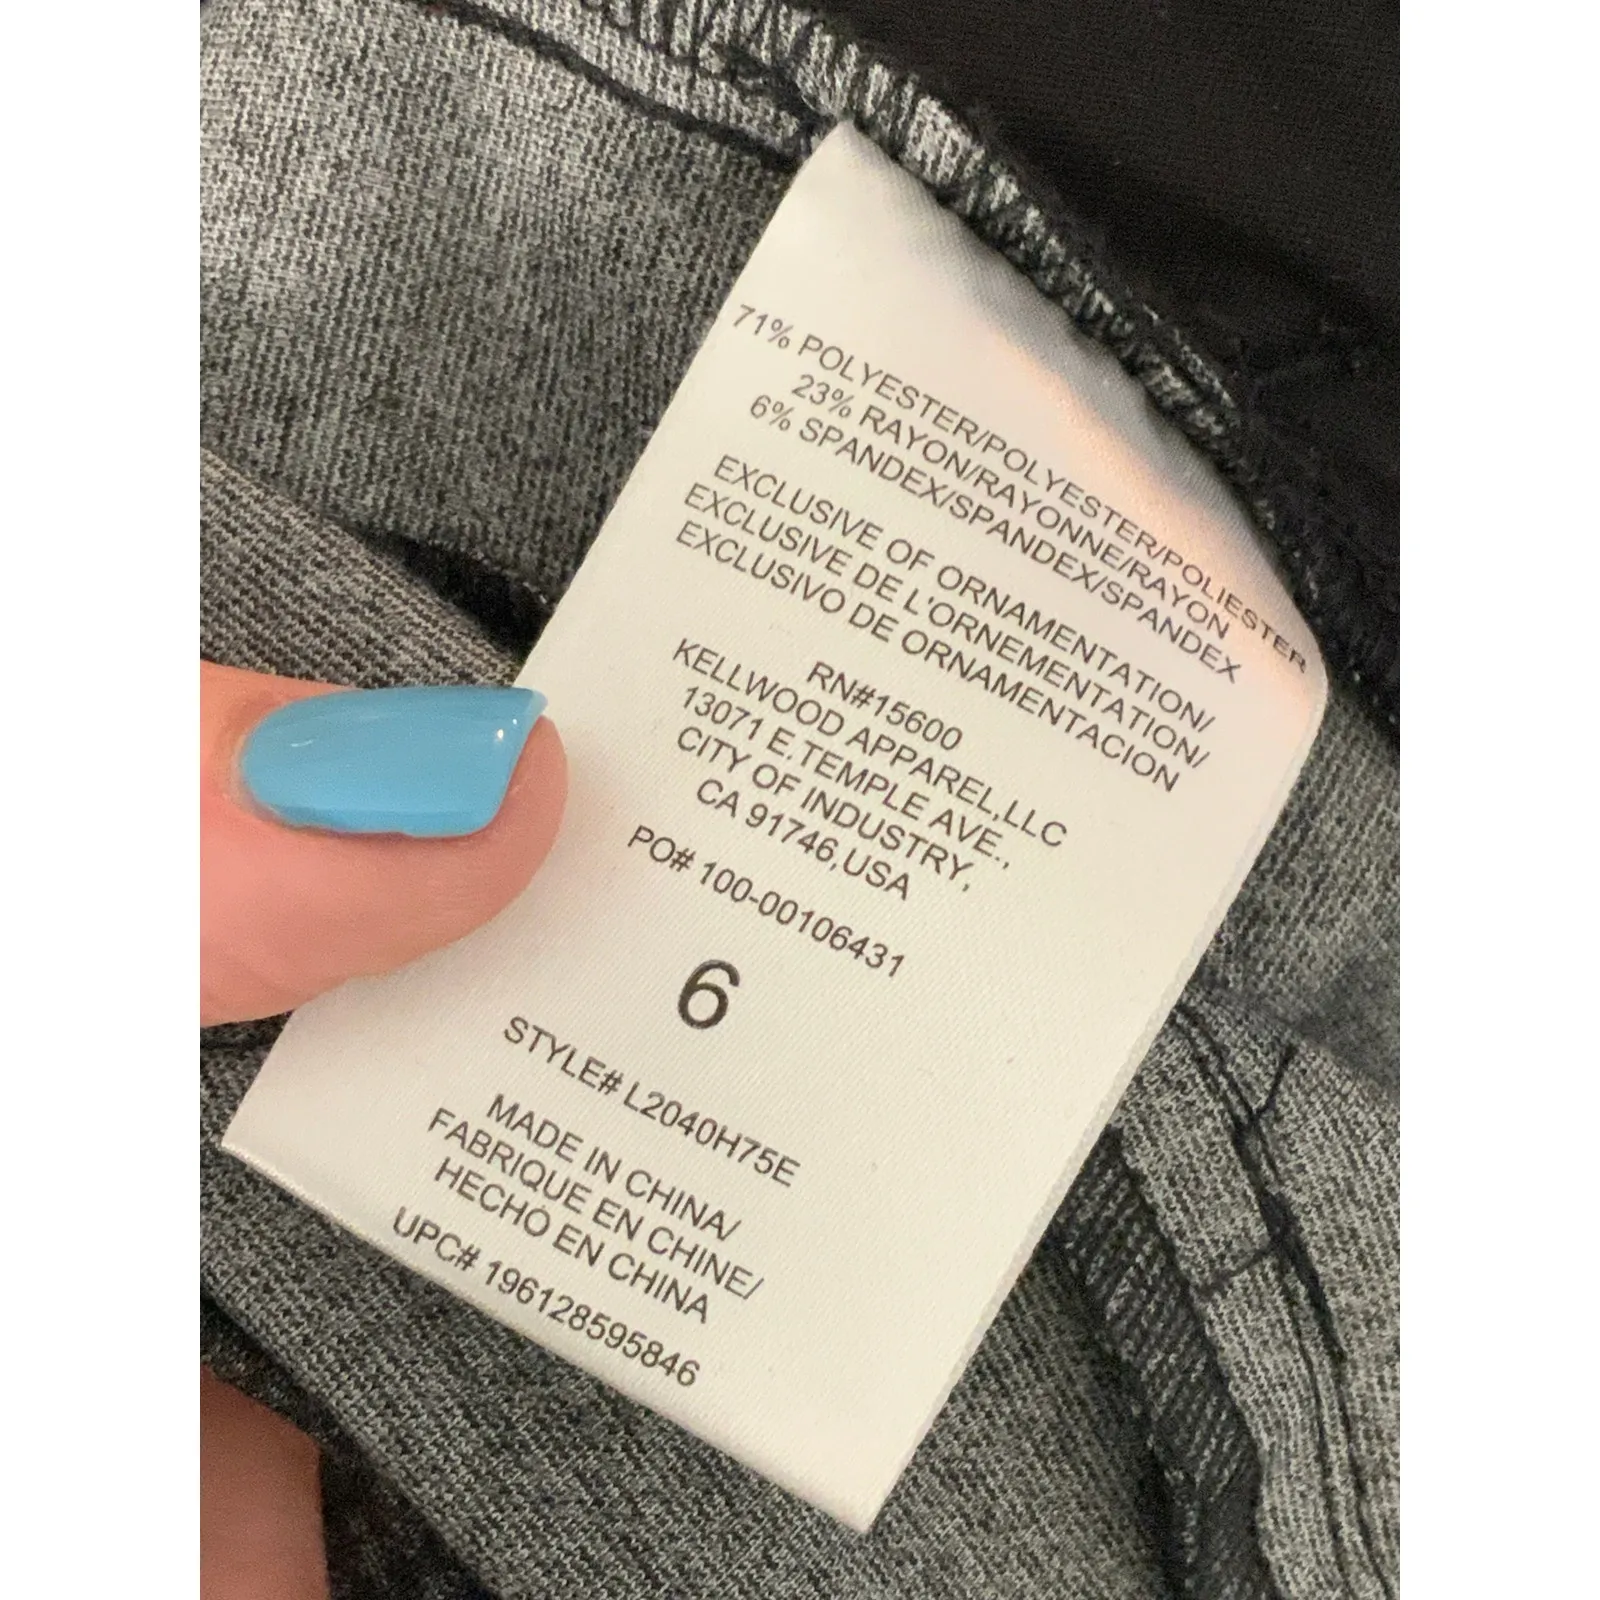 71% POLYESTER/POLYESTER/POLIESTER
23% RAYON/RAYONNE/RAYON
6% SPANDEX/SPANDEX/SPANDEX
EXCLUSIVE OF ORNAMENTATION/
EXCLUSIVE DE L'ORNEMENTATION/
EXCLUSIVO DE ORNAMENTACION
RN#15600
KELLWOOD APPAREL,LLC
13071 E.TEMPLE AVE.,
CITY OF INDUSTRY,
CA 91746,USA
PO# 100-00106431
6
STYLE# L2040H75E
MADE IN CHINA/
FABRIQUE EN CHINE/
HECHO EN CHINA
UPC# 196128595846